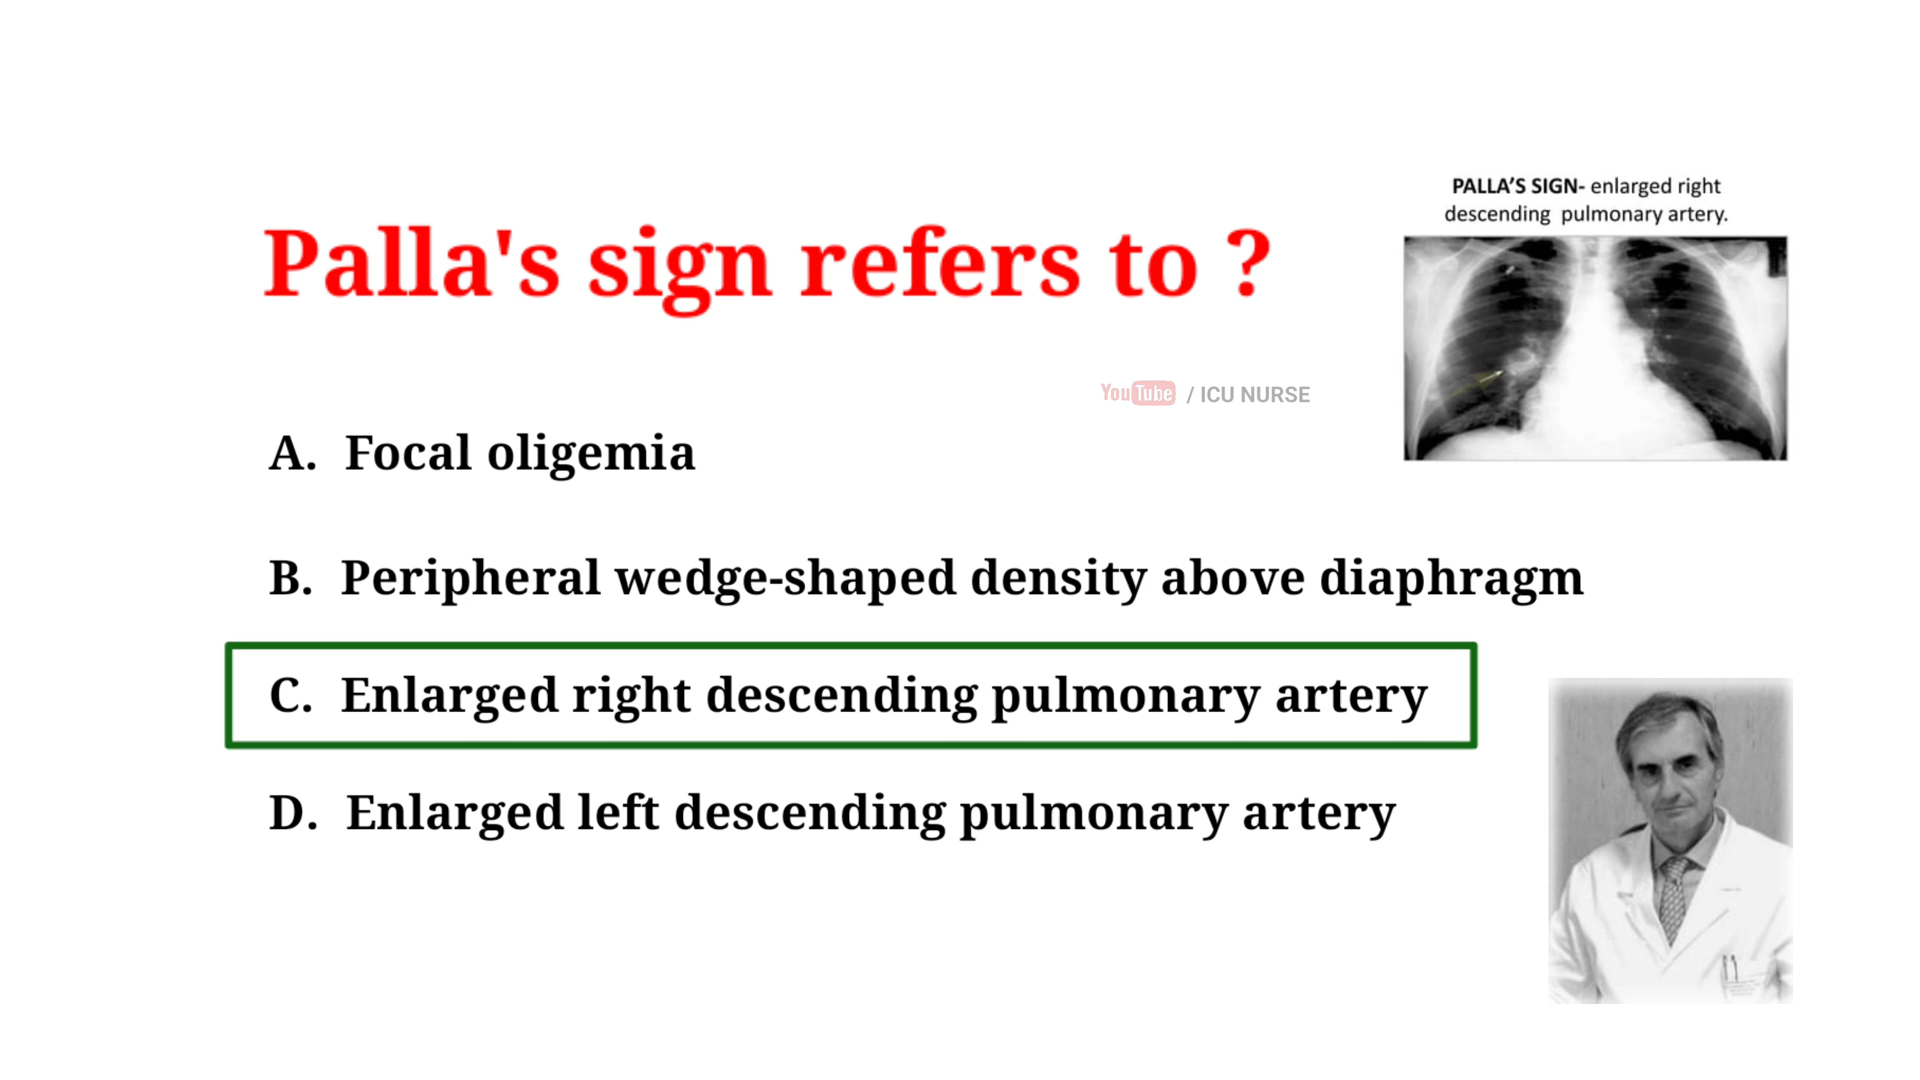 PALLA'S SIGN- enlarged right
descending pulmonary artery.
Palla's sign refers to ?
YouTube / ICU NURSE
A. Focal oligemia
B. Peripheral wedge-shaped density above diaphragm
C. Enlarged right descending pulmonary artery
D. Enlarged left descending pulmonary artery